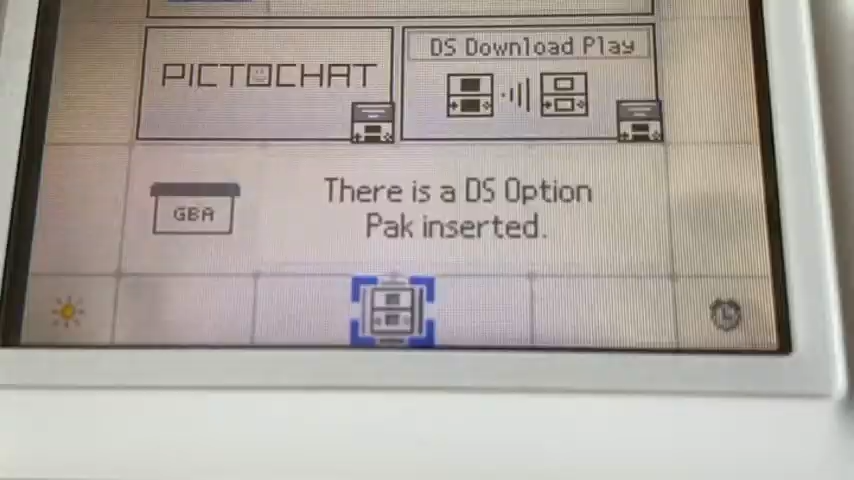 PICTOCHAT
DS Download Play
GBA
There is a DS Option
Pak inserted.